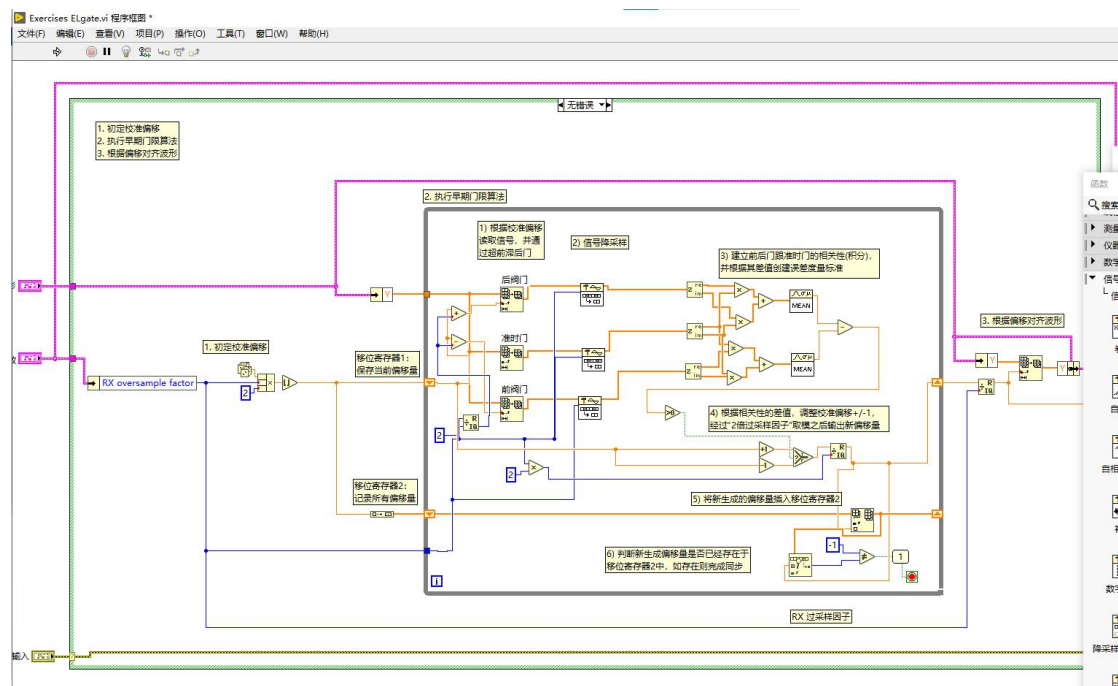 Exercises ELgate.vi 程序框图 *
文件(F) 编辑(E) 查看(V) 项目(P) 操作(O) 工具(T) 窗口(W) 帮助(H)
无错误
1. 初定校准偏移
2. 执行早期门限算法
3. 根据偏移对齐波形
函数
搜索
2. 执行早期门限算法
1) 根据校准偏移
读取信号，并通
过超前滞后门
2) 信号降采样
3) 建立前后门跟准时门的相关性(积分)，
并根据其差值创建误差度量标准
后阀门
准时门
前阀门
MEAN
MEAN
3. 根据偏移对齐波形
1. 初定校准偏移
RX oversample factor
2
移位寄存器1:
保存当前偏移量
4) 根据相关性的差值，调整校准偏移+/-1，
经过"2倍过采样因子"取模之后输出新偏移量
2
2
+1
-1
R
IQ
R
IQ
R
IQ
移位寄存器2:
记录所有偏移量
5) 将新生成的偏移量插入移位寄存器2
6) 判断新生成偏移量是否已经存在于
移位寄存器2中，如存在则完成同步
-1
1
i
RX 过采样因子
输入
测量
仪器
数学
信号
自相
数字
降采样